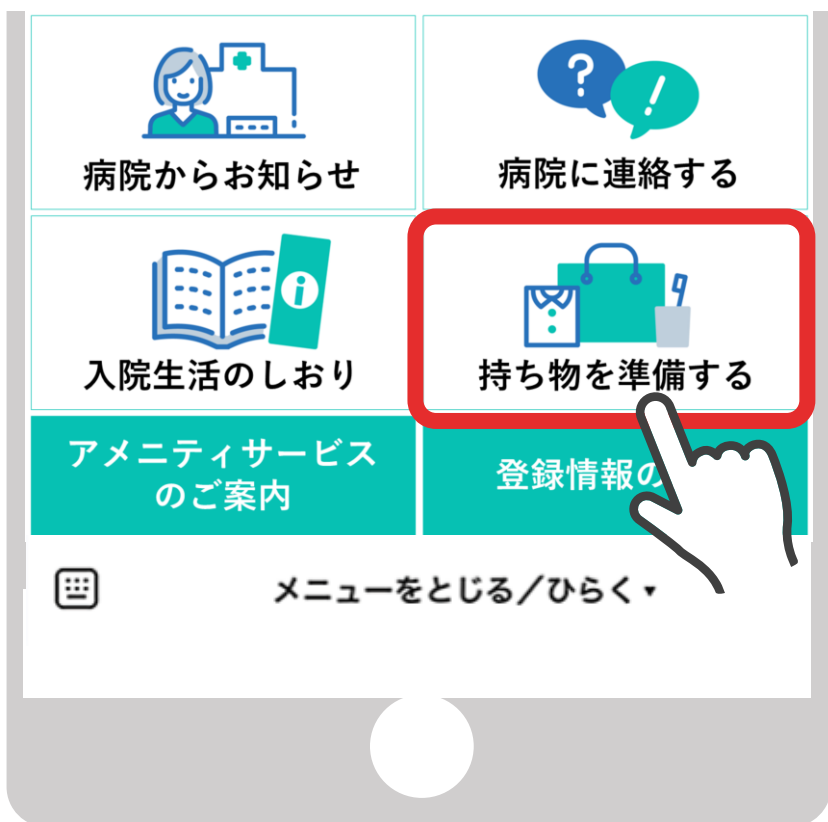 病院からお知らせ
病院に連絡する
入院生活のしおり
持ち物を準備する
アメニティサービス
のご案内
登録情報の
メニューをとじる/ひらく▼